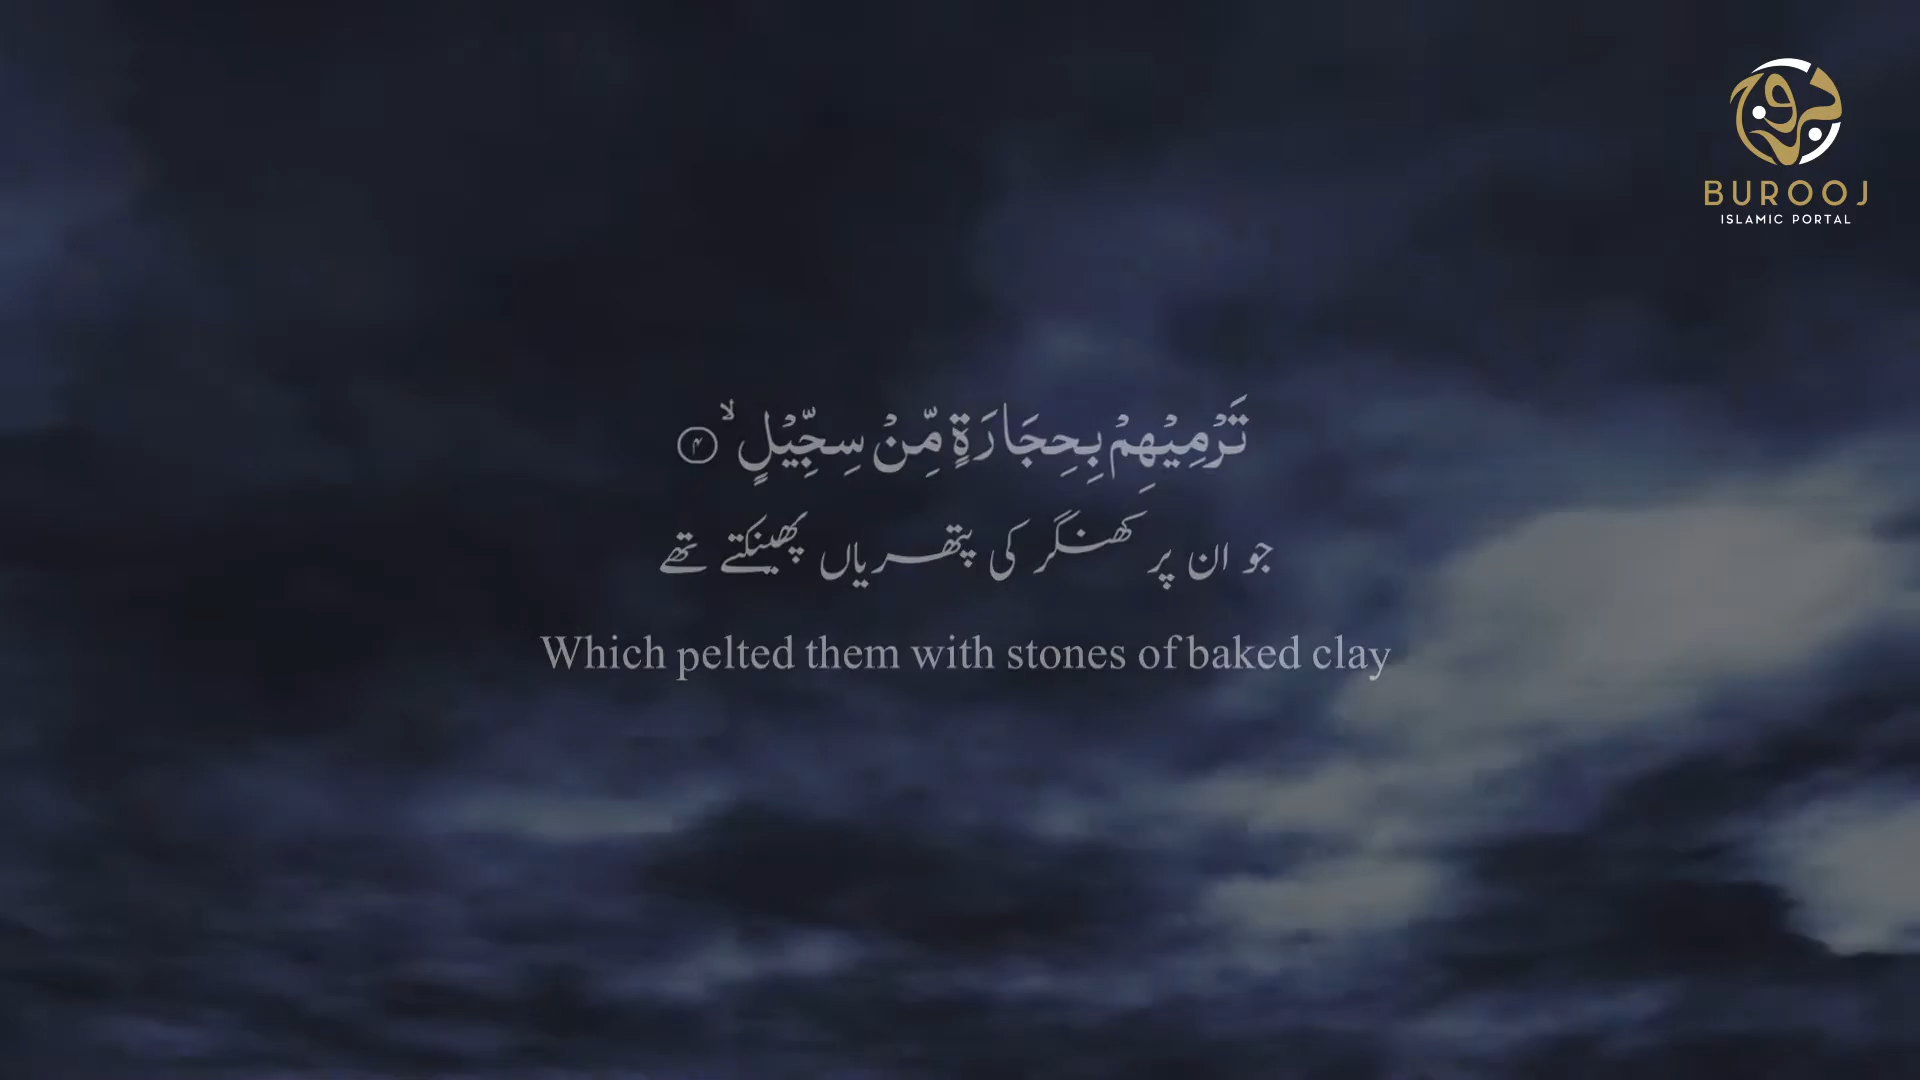 BUROOJ
ISLAMIC PORTAL
تَرْمِيْهِمْ بِحِجَارَةٍ مِّنْ سِجِّيْلٍ ۙ ۴
جو ان پر کھنگر کی پتھریاں پھینکتے تھے
Which pelted them with stones of baked clay